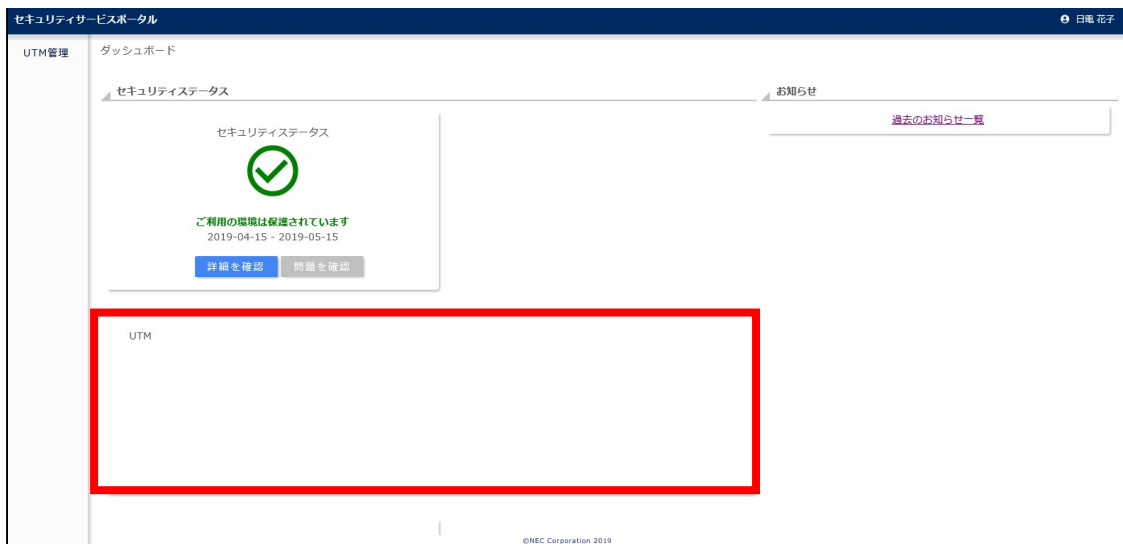 セキュリティサービスポータル
日電 花子
UTM管理
ダッシュボード
セキュリティステータス
お知らせ
過去のお知らせ一覧
セキュリティステータス
ご利用の環境は保護されています
2019-04-15 - 2019-05-15
詳細を確認
問題を確認
UTM
©NEC Corporation 2019